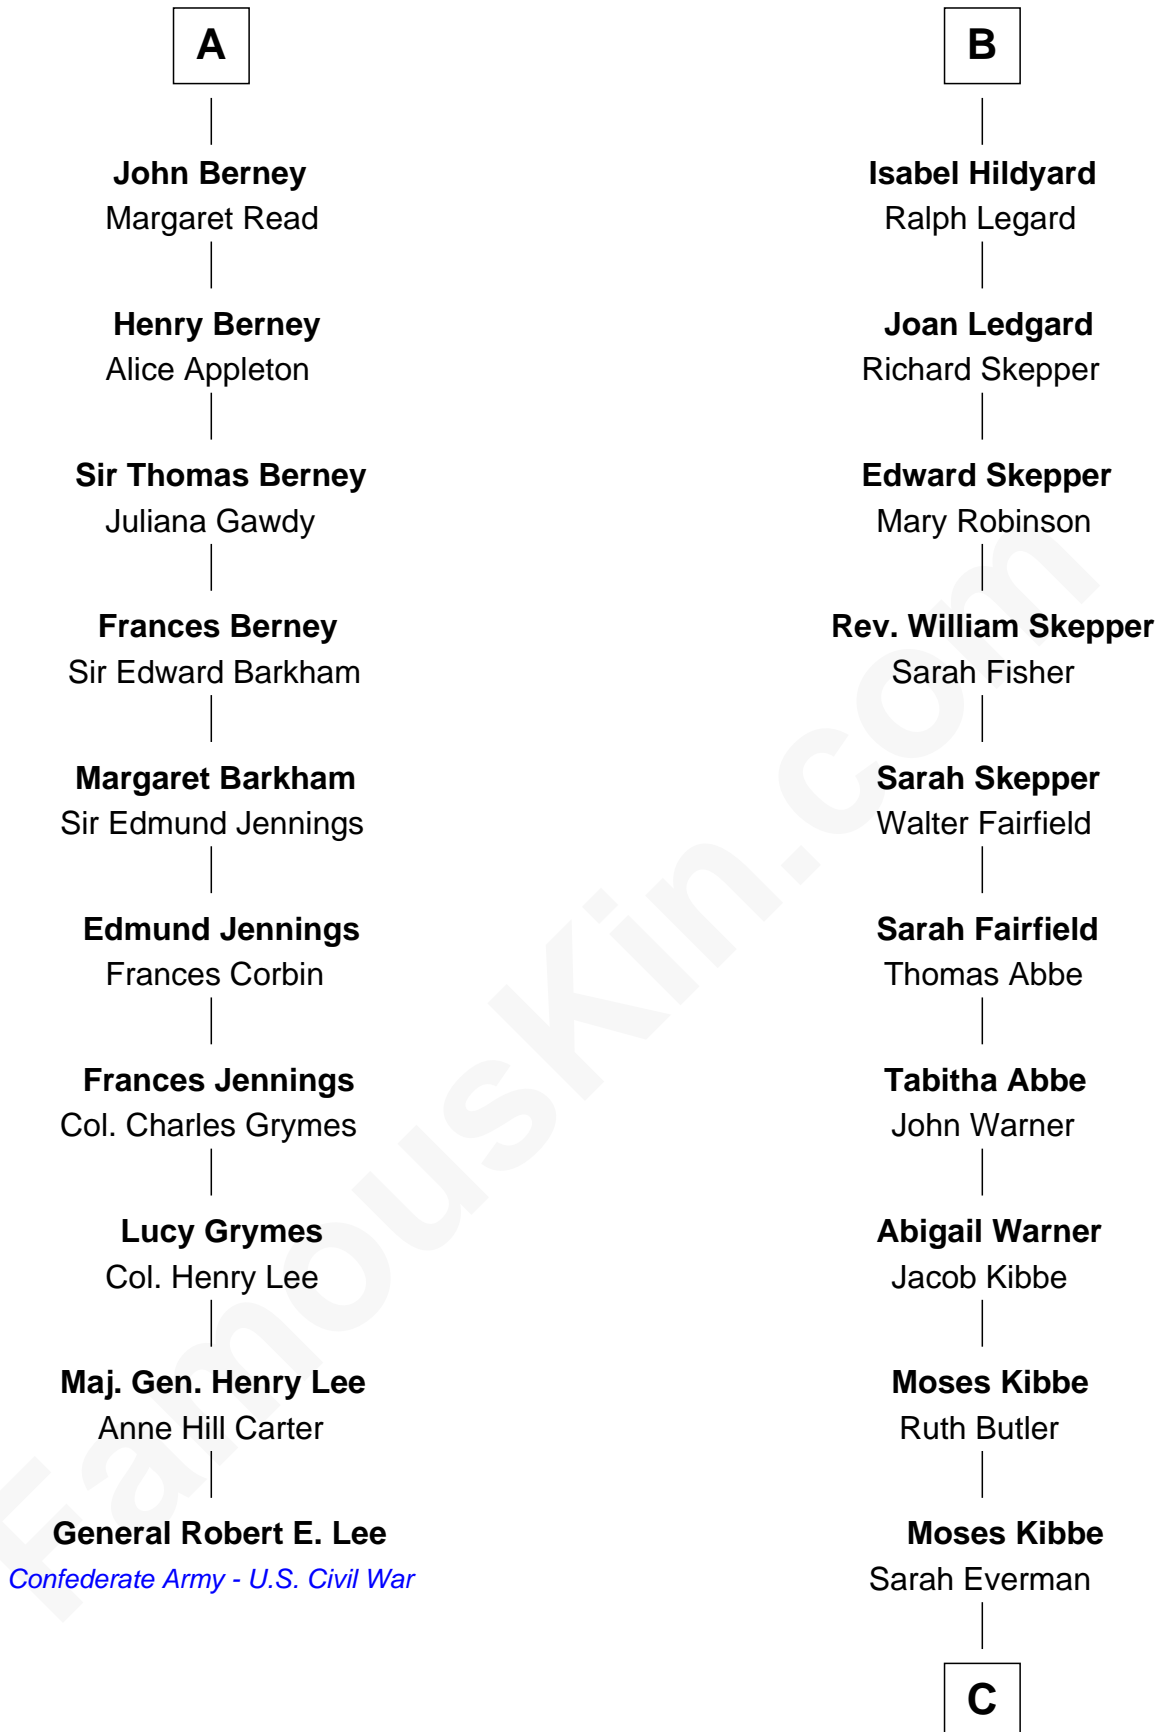 A
John Berney
Margaret Read
Henry Berney
Alice Appleton
Sir Thomas Berney
Juliana Gawdy
Frances Berney
Sir Edward Barkham
Margaret Barkham
Sir Edmund Jennings
Edmund Jennings
Frances Corbin
Frances Jennings
Col. Charles Grymes
Lucy Grymes
Col. Henry Lee
Maj. Gen. Henry Lee
Anne Hill Carter
General Robert E. Lee
Confederate Army - U.S. Civil War
B
Isabel Hildyard
Ralph Legard
Joan Ledgard
Richard Skepper
Edward Skepper
Mary Robinson
Rev. William Skepper
Sarah Fisher
Sarah Skepper
Walter Fairfield
Sarah Fairfield
Thomas Abbe
Tabitha Abbe
John Warner
Abigail Warner
Jacob Kibbe
Moses Kibbe
Ruth Butler
Moses Kibbe
Sarah Everman
C
FamousKin.com